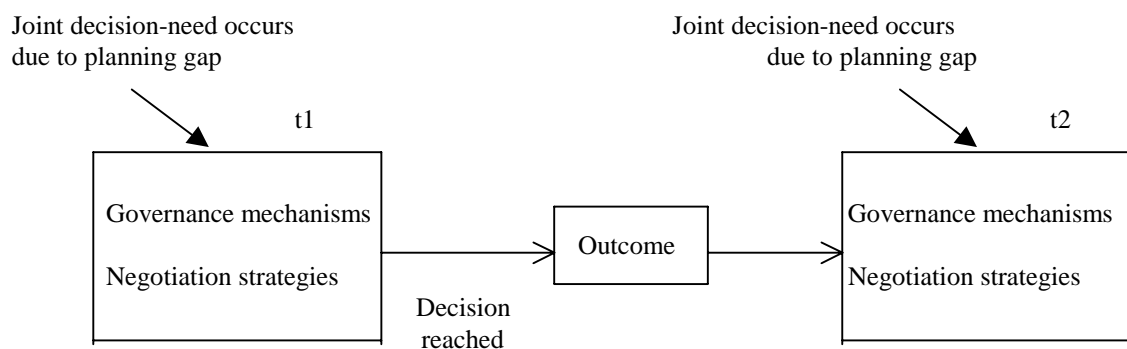 Joint decision-need occurs
due to planning gap
t1
Governance mechanisms
Negotiation strategies
Decision
reached
Outcome
Joint decision-need occurs
due to planning gap
t2
Governance mechanisms
Negotiation strategies